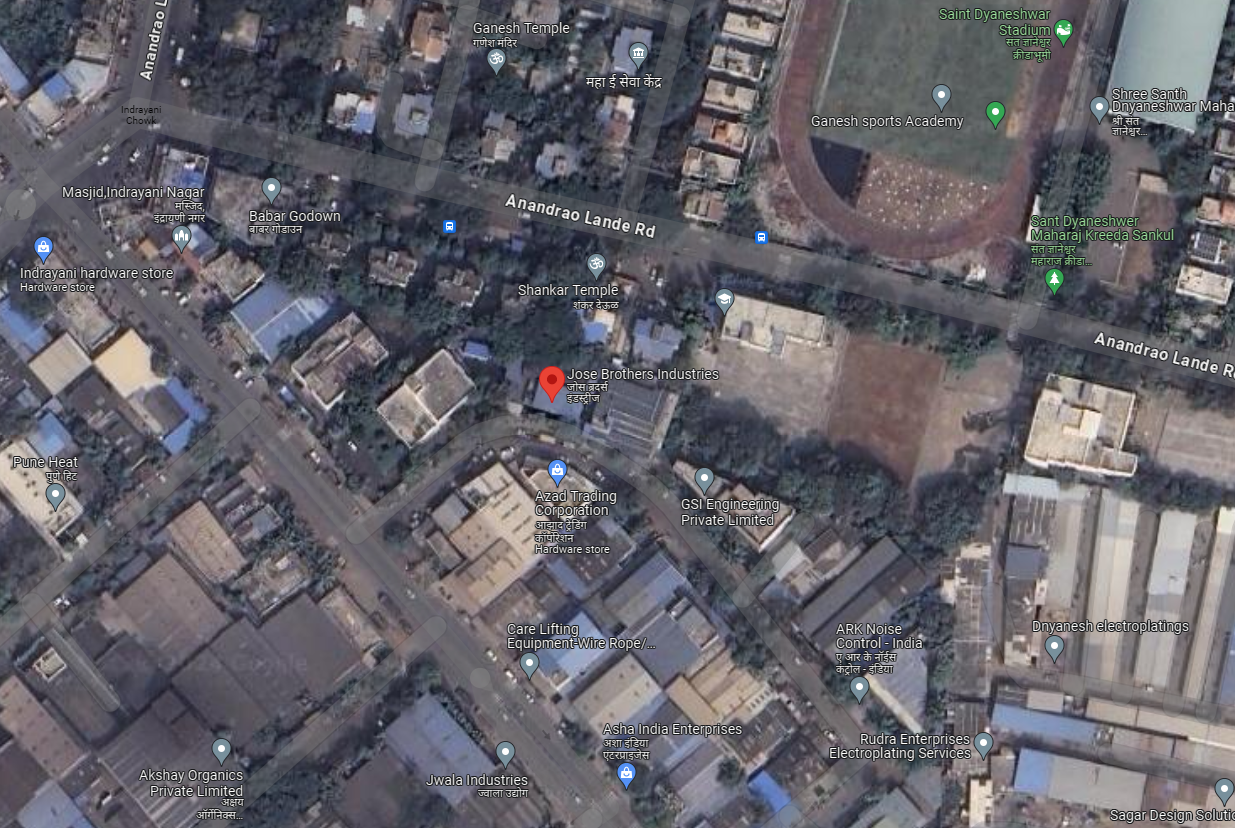 Anandrao L
Ganesh Temple
गणेश मंदिर
महा ई सेवा केंद्र
Saint Dyaneshwar
Stadium
संत ज्ञानेश्वर
क्रीडाभूमी
Ganesh sports Academy
Shree Santh
Dnyaneshwar Maha
श्री संत
ज्ञानेश्वर...
Indrayani
Chowk
Masjid,Indrayani Nagar
मस्जिद,
इंद्रायणी नगर
Babar Godown
बाबर गोडाउन
Anandrao Lande Rd
Sant Dyaneshwer
Maharaj Kreeda Sankul
संत ज्ञानेश्वर
महाराज क्रीडा...
Indrayani hardware store
Hardware store
Shankar Temple
शंकर देऊळ
Anandrao Lande R
Jose Brothers Industries
जोस ब्रदर्स
इंडस्ट्रीज
Pune Heat
पुणे हिट
Azad Trading
Corporation
आझाद ट्रेडिंग
कॉर्पोरेशन
Hardware store
GSI Engineering
Private Limited
Care Lifting
Equipment-Wire Rope/...
ARK Noise
Control - India
ए आर के नॉईस
कंट्रोल - इंडिया
Dnyanesh electroplatings
Asha India Enterprises
अशा इंडिया
एंटरप्राइजेस
Rudra Enterprises
Electroplating Services
Akshay Organics
Private Limited
अक्षय
ऑर्गेनिक्स...
Jwala Industries
ज्वाला उद्योग
Sagar Design Soluti